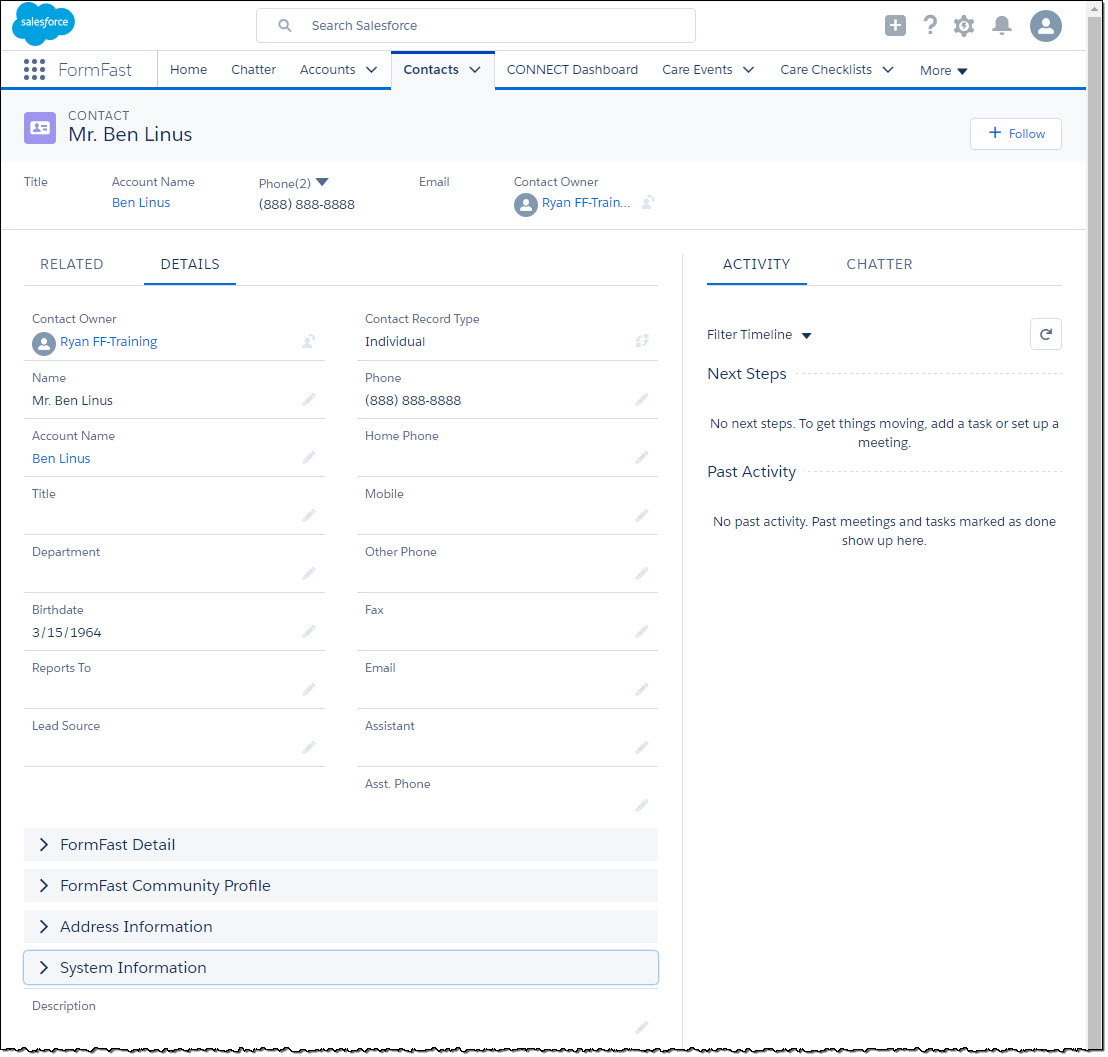 salesforce
Search Salesforce
FormFast
Home Chatter Accounts Contacts CONNECT Dashboard Care Events Care Checklists More
CONTACT
Mr. Ben Linus
+ Follow
Title Account Name Phone(2) Email Contact Owner
Ben Linus (888) 888-8888 Ryan FF-Train...
RELATED DETAILS
Contact Owner Contact Record Type
Ryan FF-Training Individual
Name Phone
Mr. Ben Linus (888) 888-8888
Account Name Home Phone
Ben Linus
Title Mobile
Department Other Phone
Birthdate Fax
3/15/1964
Reports To Email
Lead Source Assistant
Asst. Phone
FormFast Detail
FormFast Community Profile
Address Information
System Information
Description
ACTIVITY CHATTER
Filter Timeline
Next Steps
No next steps. To get things moving, add a task or set up a
meeting.
Past Activity
No past activity. Past meetings and tasks marked as done
show up here.